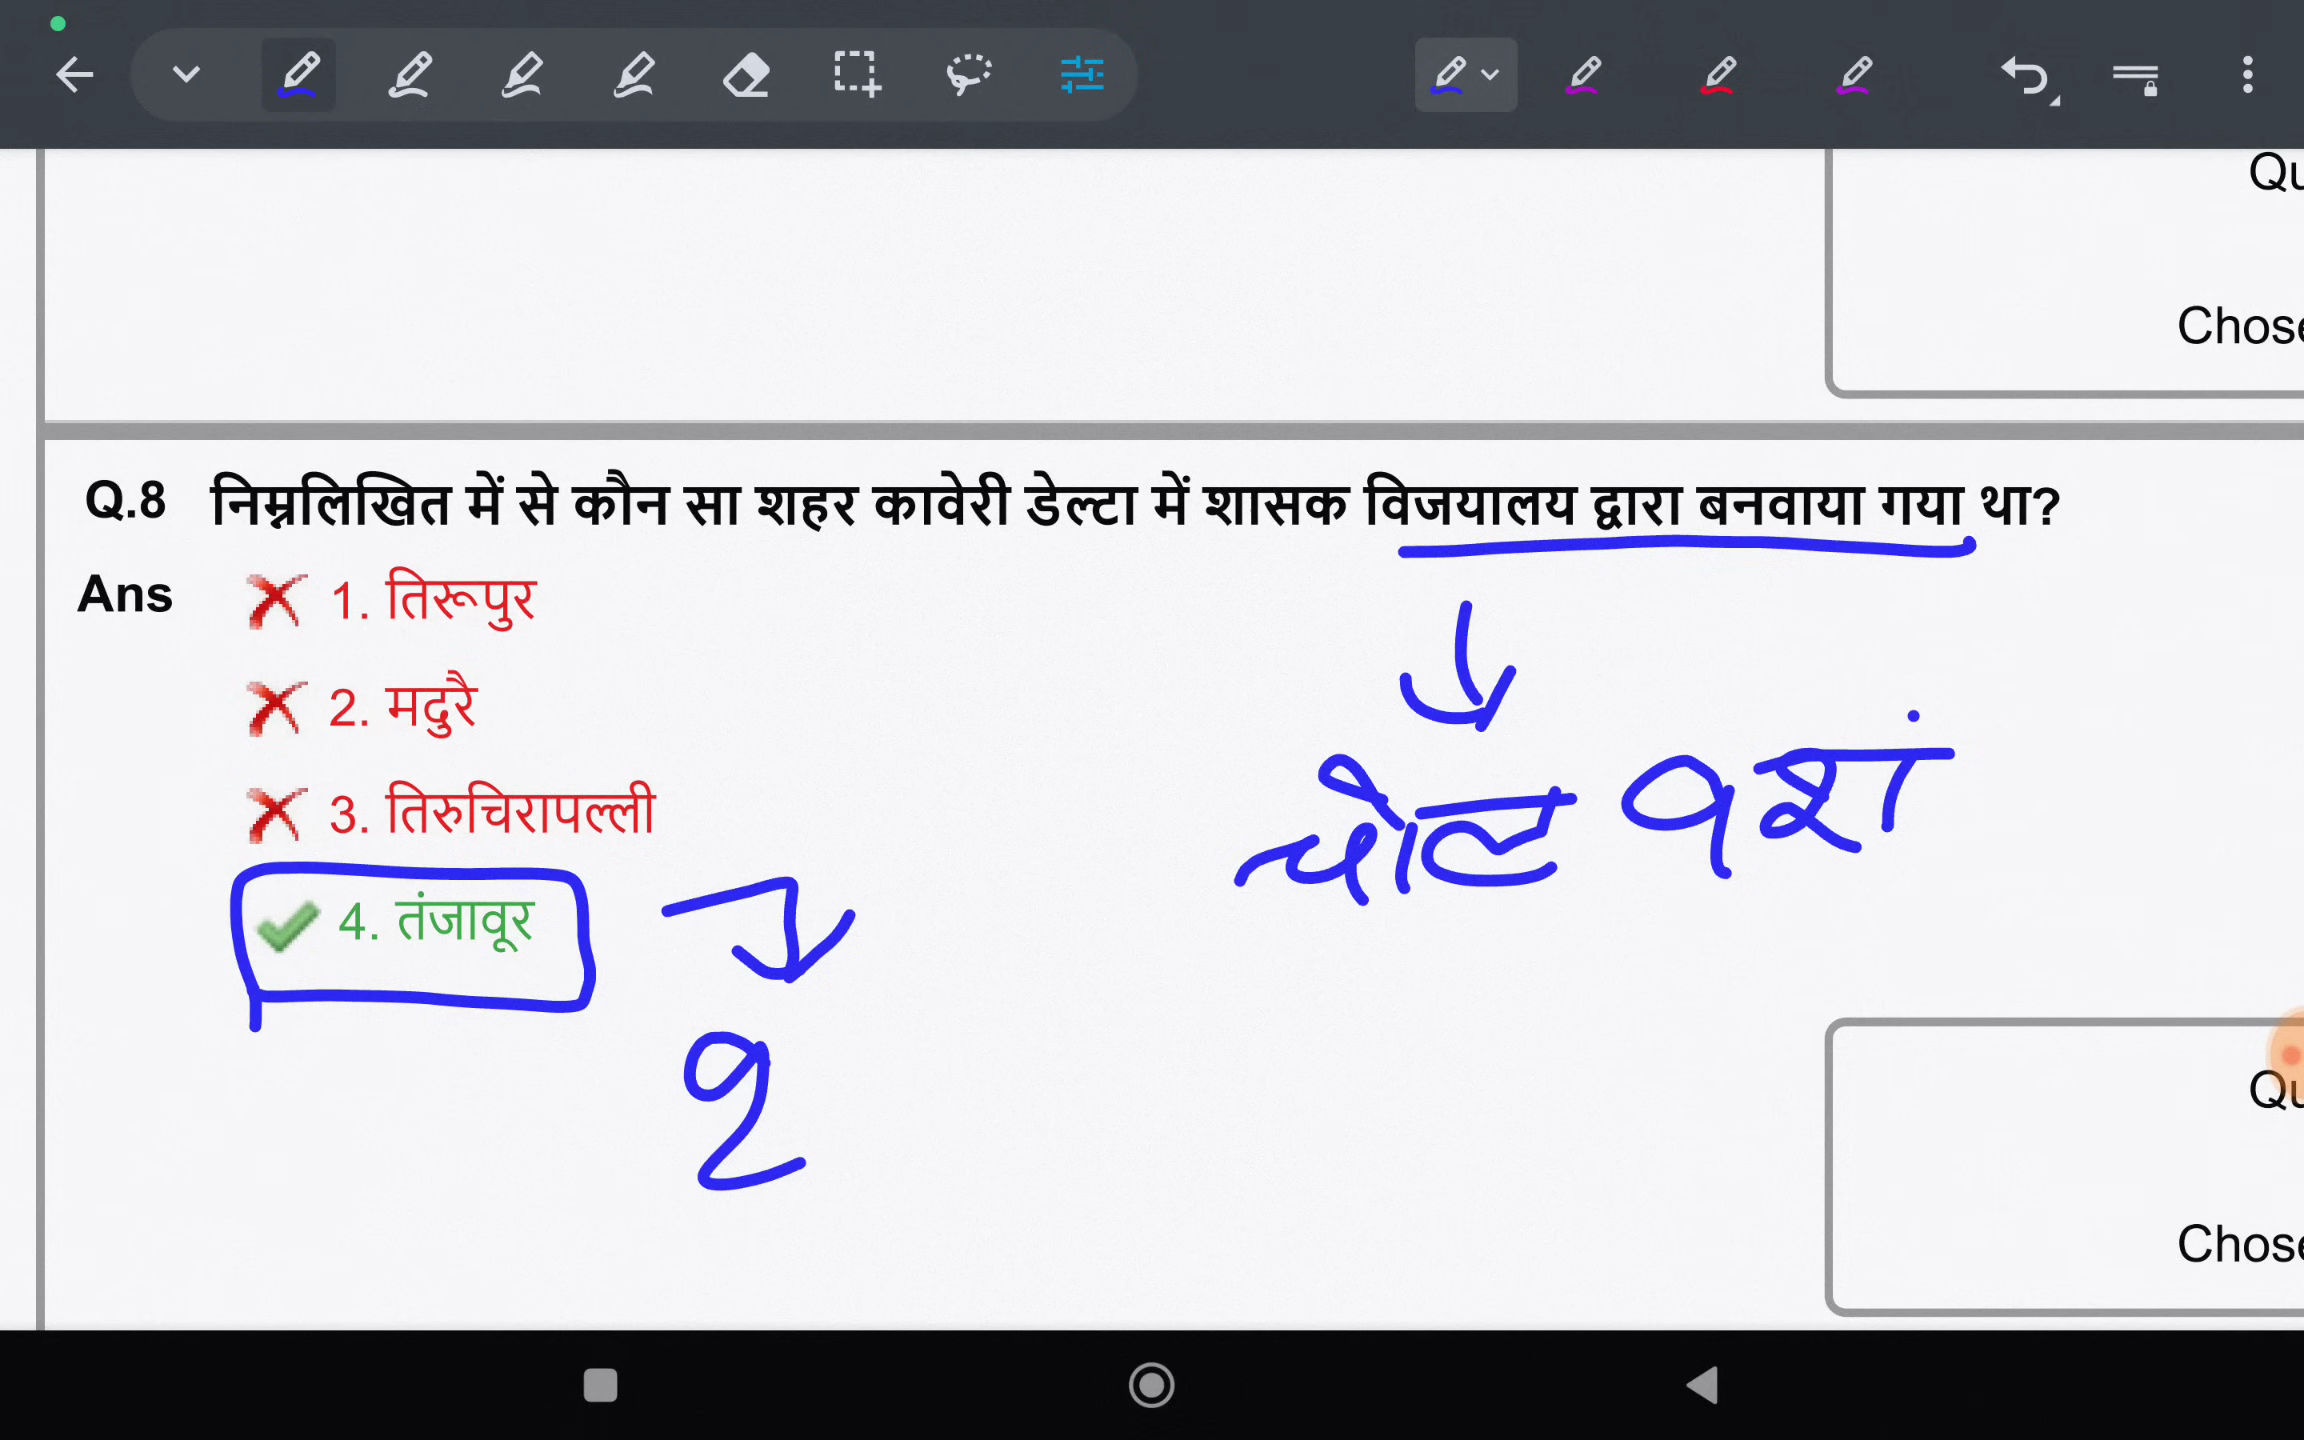 Qu
Chose
Q.8 निम्नलिखित में से कौन सा शहर कावेरी डेल्टा में शासक विजयालय द्वारा बनवाया गया था?
Ans 1. तिरूपुर
2. मदुरै
3. तिरुचिरापल्ली
4. तंजावूर
चोल वशं
Qu
Chose